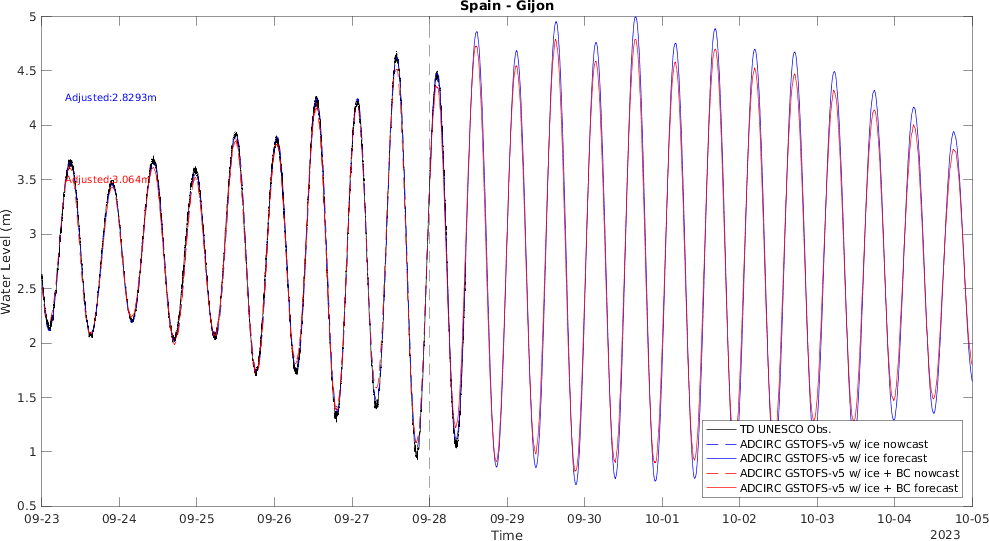 Spain - Gijon
Water Level (m)
5
4.5
4
3.5
3
2.5
2
1.5
1
0.5
Adjusted:2.8293m
Adjusted:3.064m
TD UNESCO Obs.
ADCIRC GSTOFS-v5 w/ ice nowcast
ADCIRC GSTOFS-v5 w/ ice forecast
ADCIRC GSTOFS-v5 w/ ice + BC nowcast
ADCIRC GSTOFS-v5 w/ ice + BC forecast
09-23 09-24 09-25 09-26 09-27 09-28 09-29 09-30 10-01 10-02 10-03 10-04 10-05
Time
2023